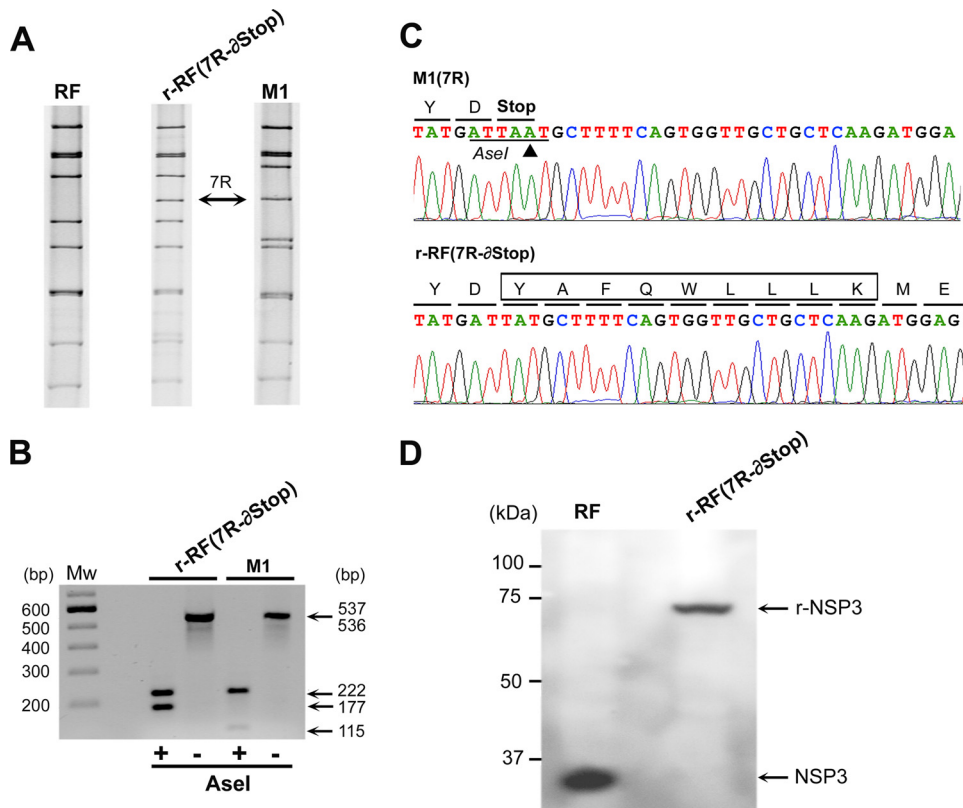 A
RF
r-RF(7R-∂Stop)
M1
7R
B
r-RF(7R-∂Stop)
M1
(bp)
Mw
(bp)
600
500
400
300
200
537
536
222
177
115
+ - + -
AseI
C
M1(7R)
Y D Stop
TATGATTAATGCTTTTCAGTGGTTGCTGCTCAAGATGGA
AseI
r-RF(7R-∂Stop)
Y D Y A F Q W L L L K M E
TATGATTATGCTTTTCAGTGGTTGCTGCTCAAGATGGAG
D
(kDa)
RF
r-RF(7R-∂Stop)
100
75
50
37
r-NSP3
NSP3